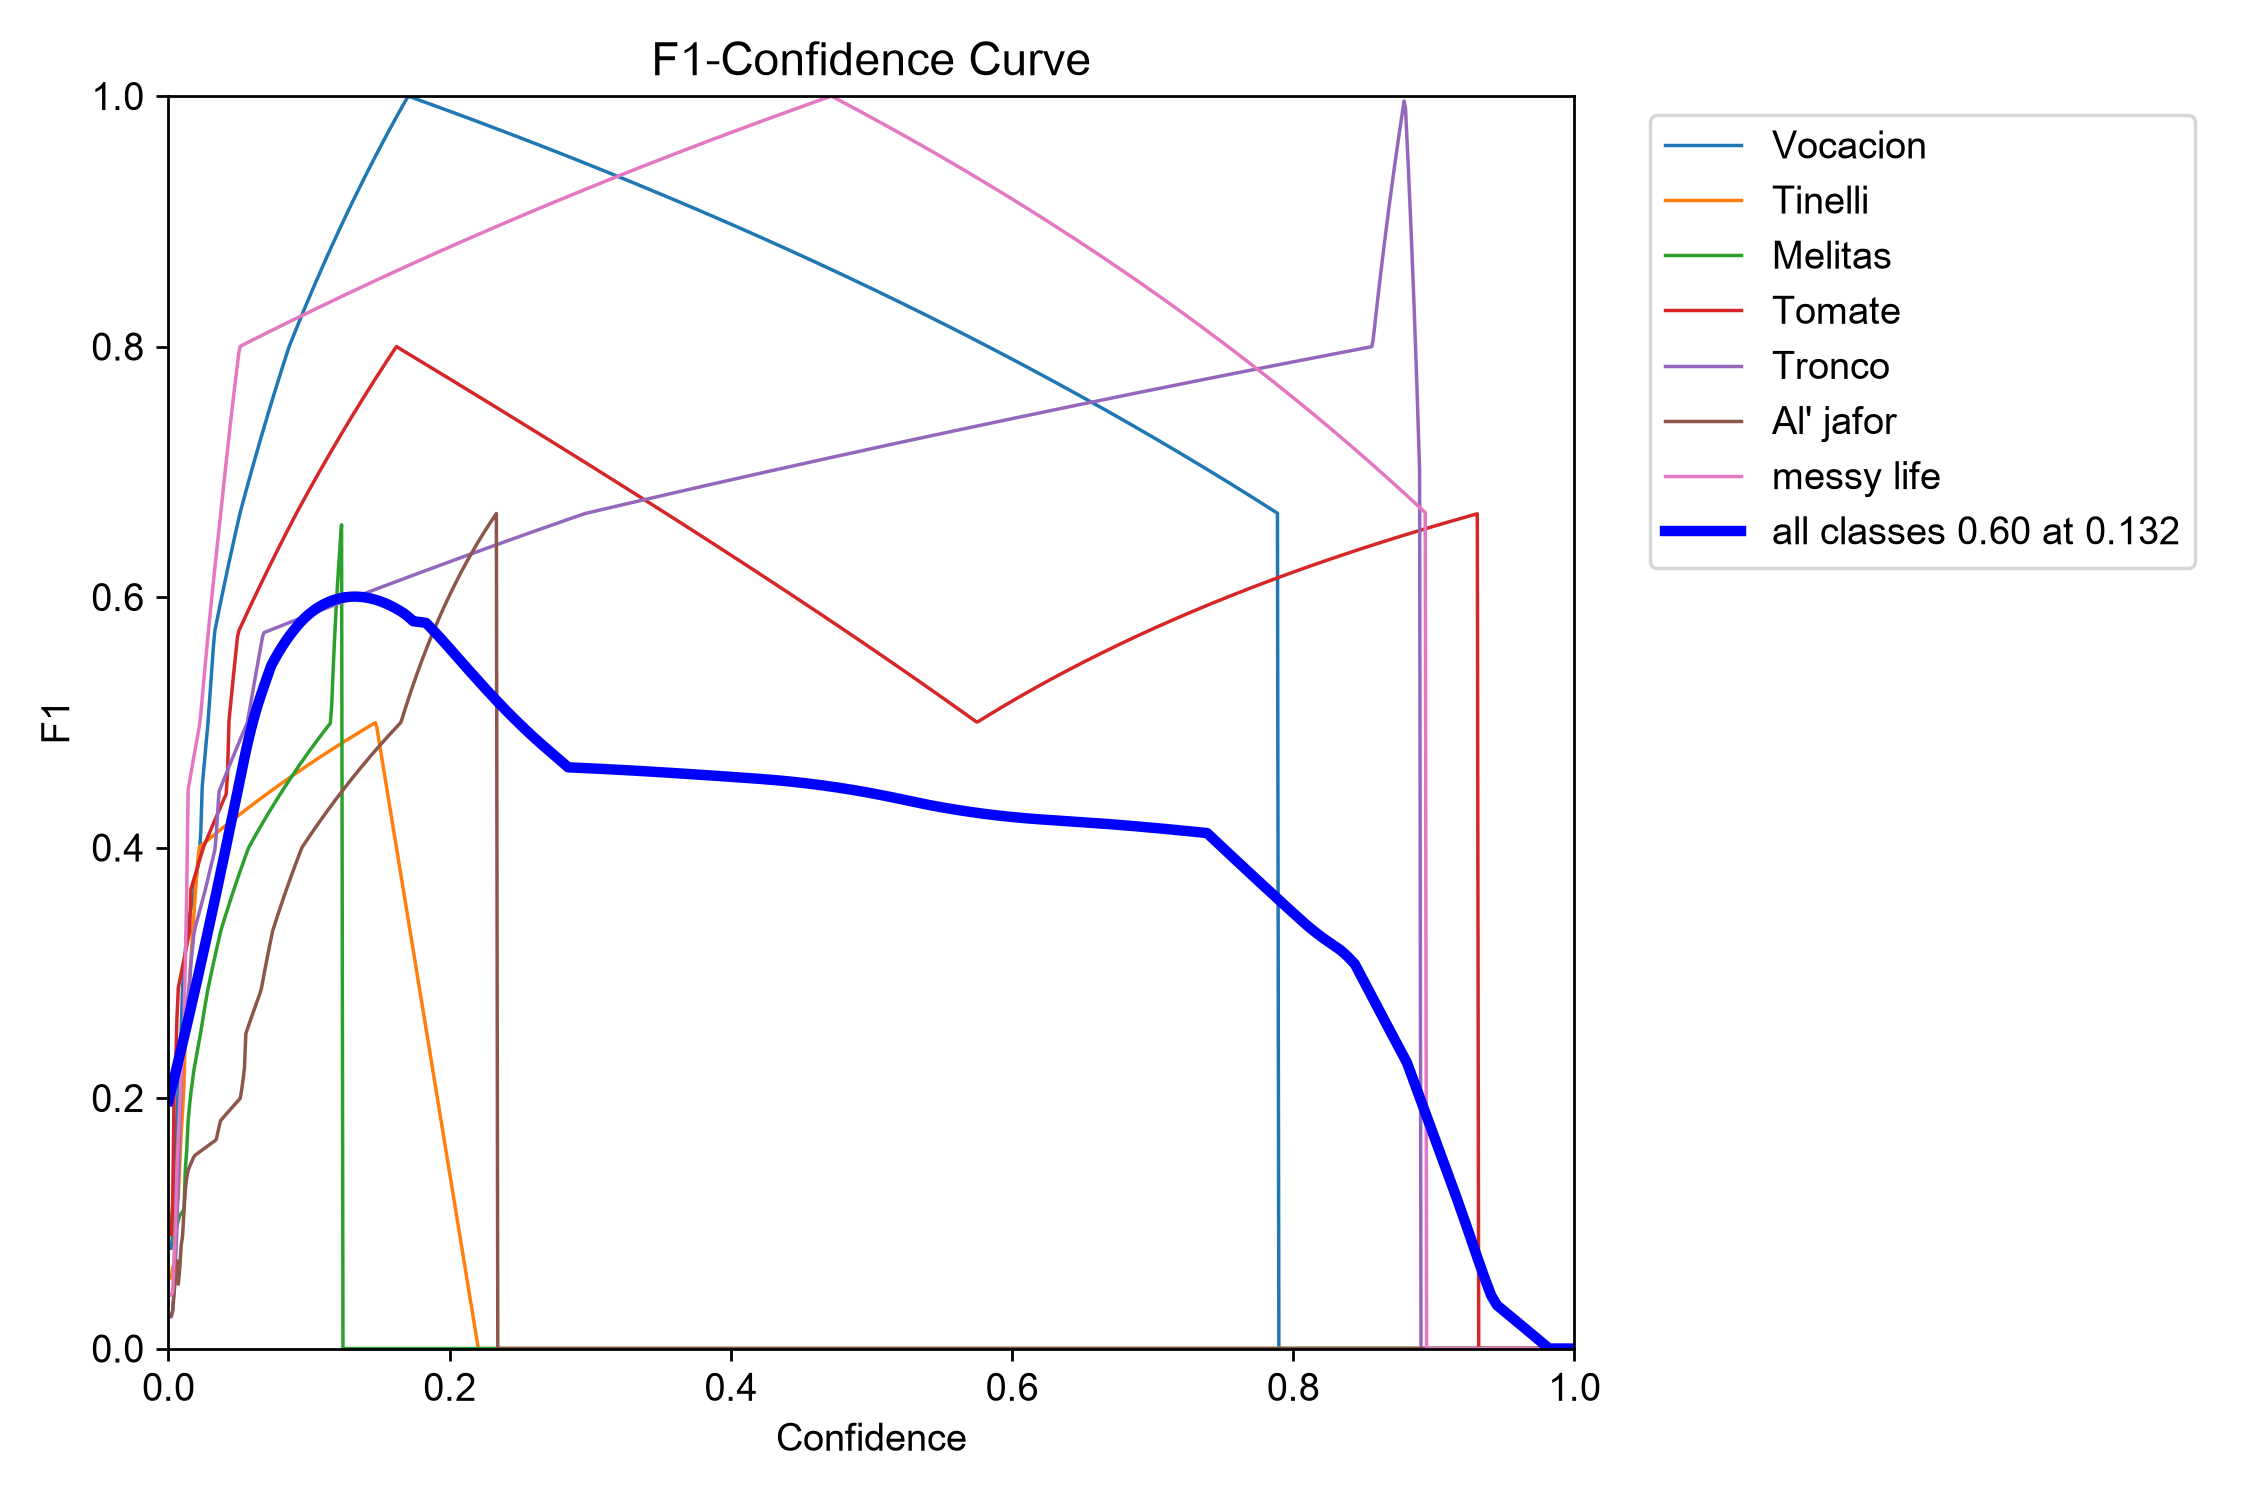 F1-Confidence Curve
1.0
0.8
0.6
0.4
0.2
0.0
F1
0.0 0.2 0.4 0.6 0.8 1.0
Confidence
Vocacion
Tinelli
Melitas
Tomate
Tronco
Al' jafor
messy life
all classes 0.60 at 0.132